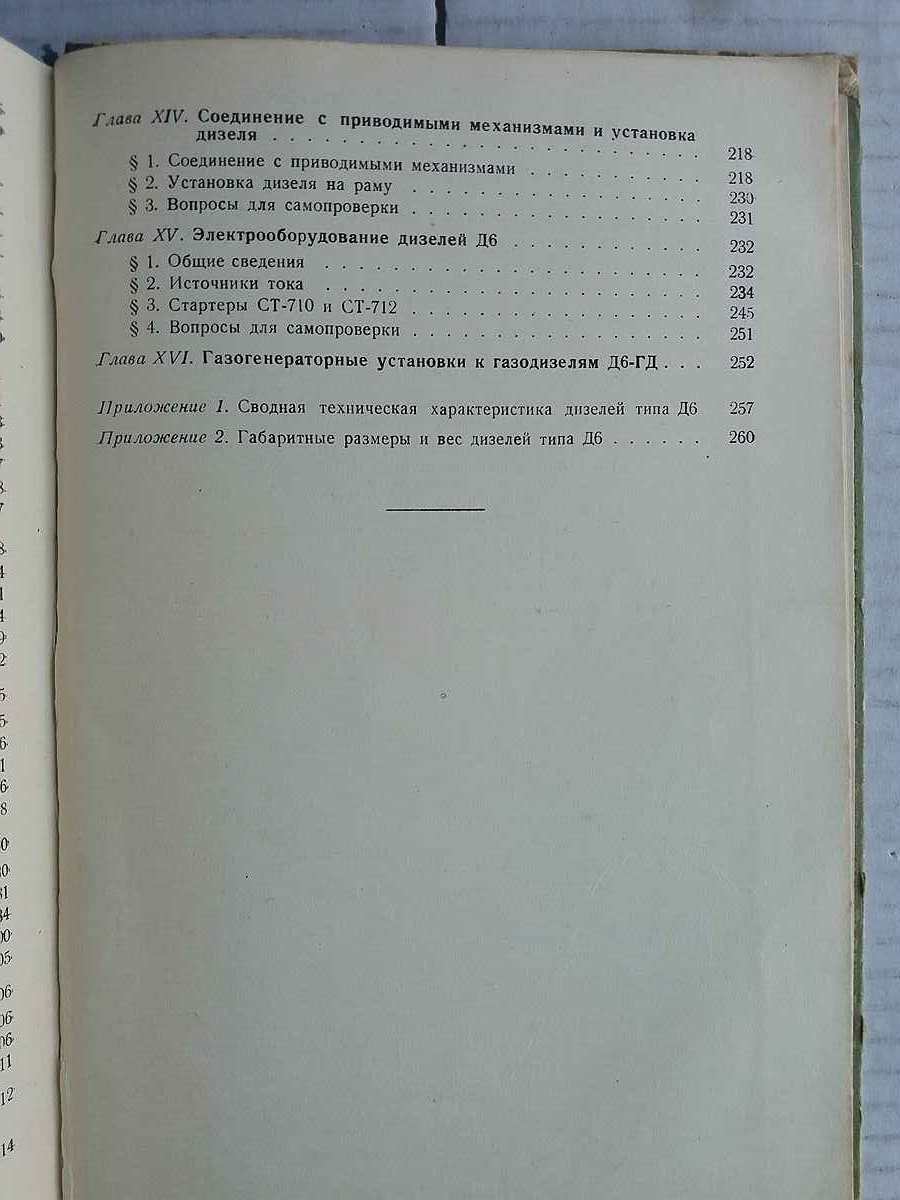 Глава XIV. Соединение с приводимыми механизмами и установка
дизеля . . . . . . . . . . . . . . . . . . . . . . 218
§ 1. Соединение с приводимыми механизмами . . . . . . . . 218
§ 2. Установка дизеля на раму . . . . . . . . . . . . . . 230
§ 3. Вопросы для самопроверки . . . . . . . . . . . . . . 231
Глава XV. Электрооборудование дизелей Д6 . . . . . . . . . . 232
§ 1. Общие сведения . . . . . . . . . . . . . . . . . . 232
§ 2. Источники тока . . . . . . . . . . . . . . . . . . 234
§ 3. Стартеры СТ-710 и СТ-712 . . . . . . . . . . . . . . 245
§ 4. Вопросы для самопроверки . . . . . . . . . . . . . . 251
Глава XVI. Газогенераторные установки к газодизелям Д6-ГД . . . 252
Приложение 1. Сводная техническая характеристика дизелей типа Д6 257
Приложение 2. Габаритные размеры и вес дизелей типа Д6 . . . . . . 260